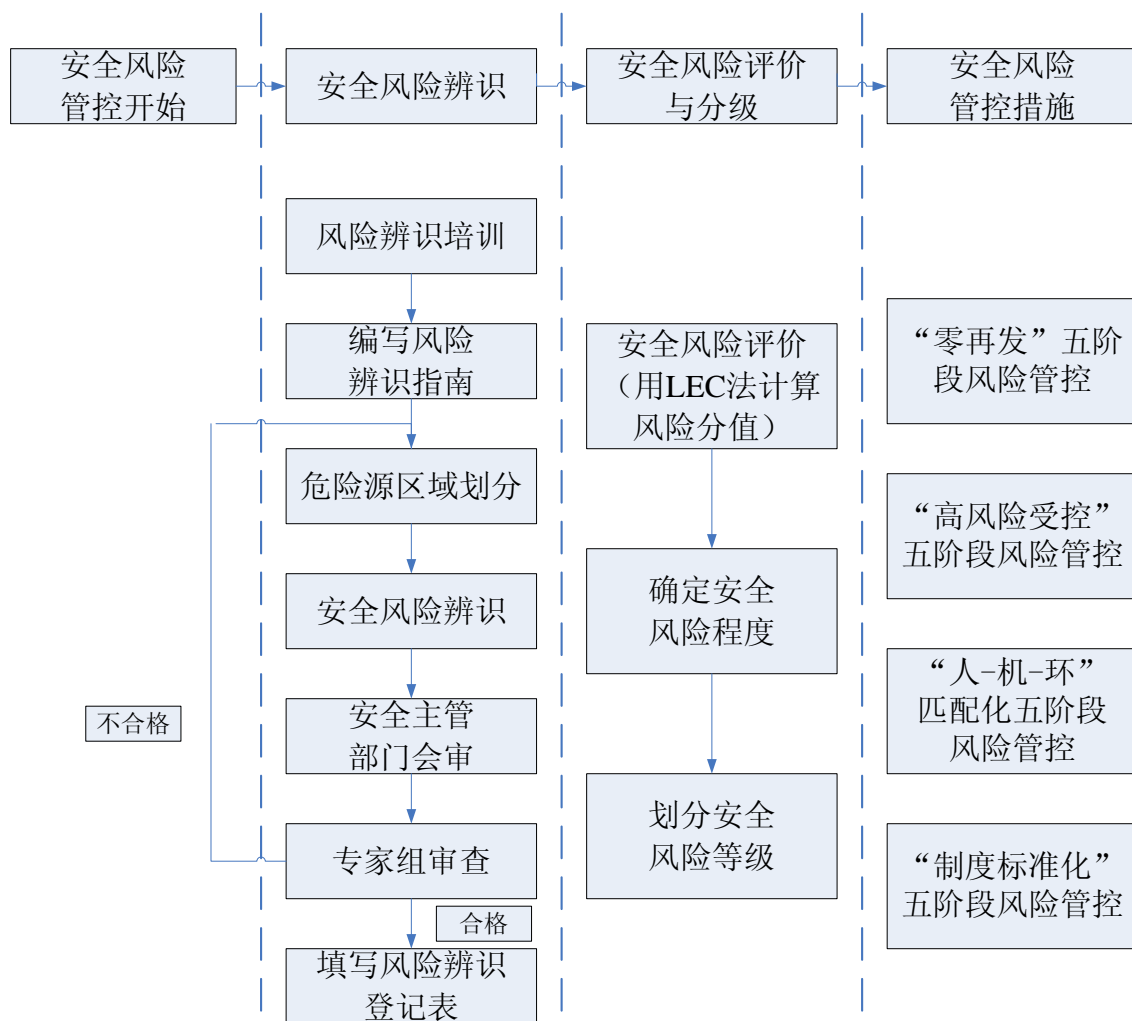 安全风险
管控开始
安全风险辨识
安全风险评价
与分级
安全风险
管控措施
风险辨识培训
编写风险
辨识指南
危险源区域划分
安全风险辨识
安全主管
部门会审
不合格
专家组审查
合格
填写风险辨识
登记表
安全风险评价
（用LEC法计算
风险分值）
确定安全
风险程度
划分安全
风险等级
“零再发”五阶
段风险管控
“高风险受控”
五阶段风险管控
“人-机-环”
匹配化五阶段
风险管控
“制度标准化”
五阶段风险管控